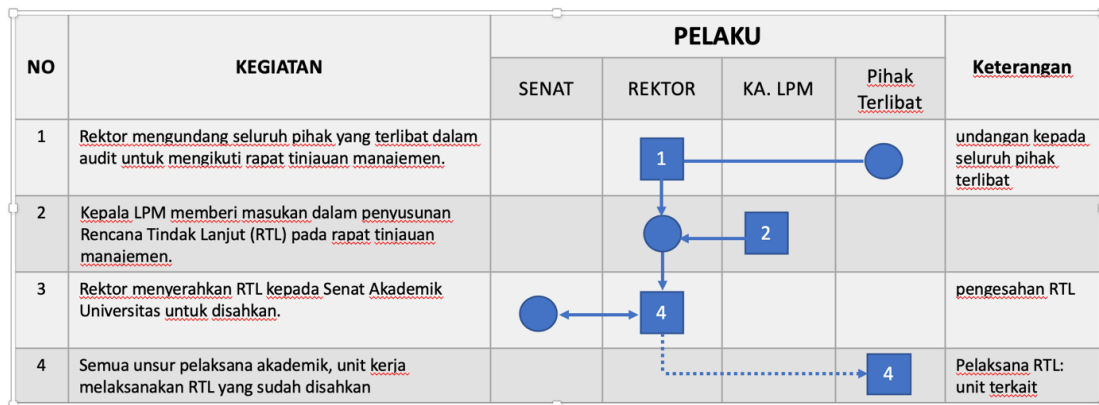 NO
KEGIATAN
PELAKU
Keterangan
SENAT
REKTOR
KA. LPM
Pihak
Terlibat
1
Rektor mengundang seluruh pihak yang terlibat dalam
audit untuk mengikuti rapat tinjauan manajemen.
1
undangan kepada
seluruh pihak
terlibat
2
Kepala LPM memberi masukan dalam penyusunan
Rencana Tindak Lanjut (RTL) pada rapat tinjauan
manajemen.
2
3
Rektor menyerahkan RTL kepada Senat Akademik
Universitas untuk disahkan.
4
pengesahan RTL
4
Semua unsur pelaksana akademik, unit kerja
melaksanakan RTL yang sudah disahkan
4
Pelaksana RTL:
unit terkait